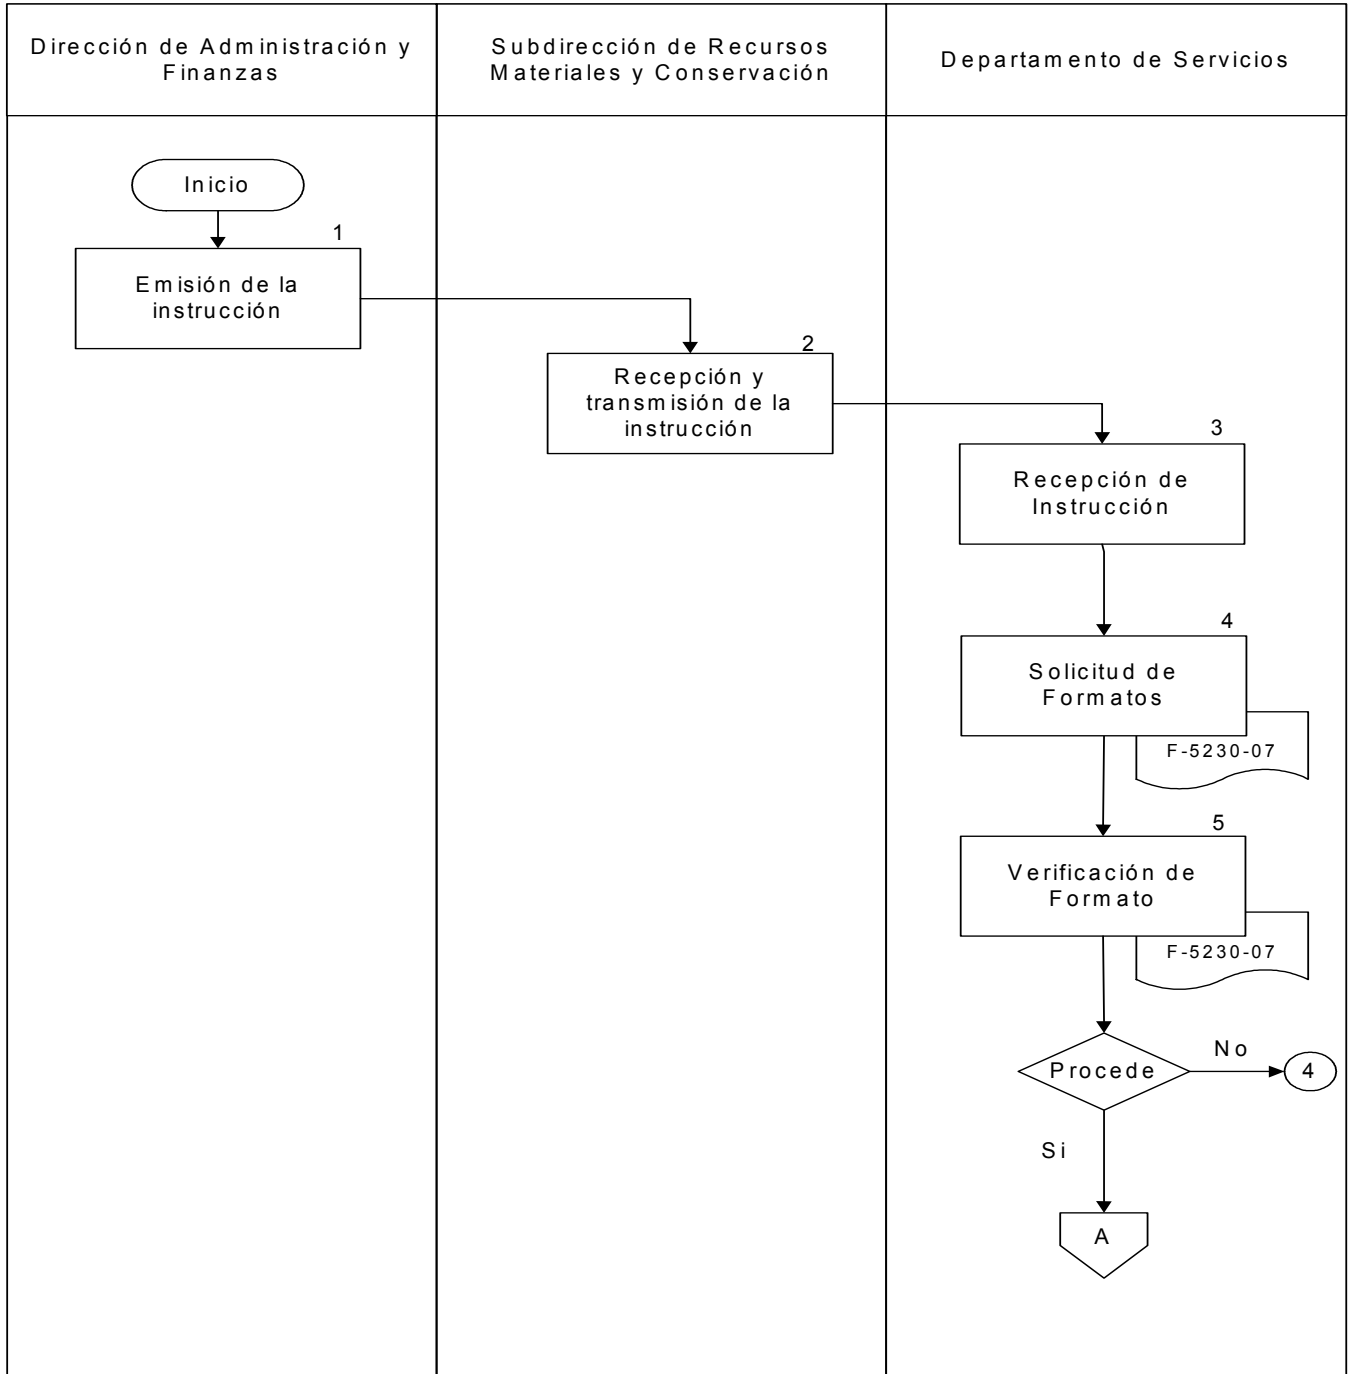 Dirección de Administración y
Finanzas
Subdirección de Recursos
Materiales y Conservación
Departamento de Servicios
Inicio
1
Emisión de la
instrucción
2
Recepción y
transmisión de la
instrucción
3
Recepción de
Instrucción
4
Solicitud de
Formatos
F-5230-07
5
Verificación de
Formato
F-5230-07
Procede
No
4
Si
A